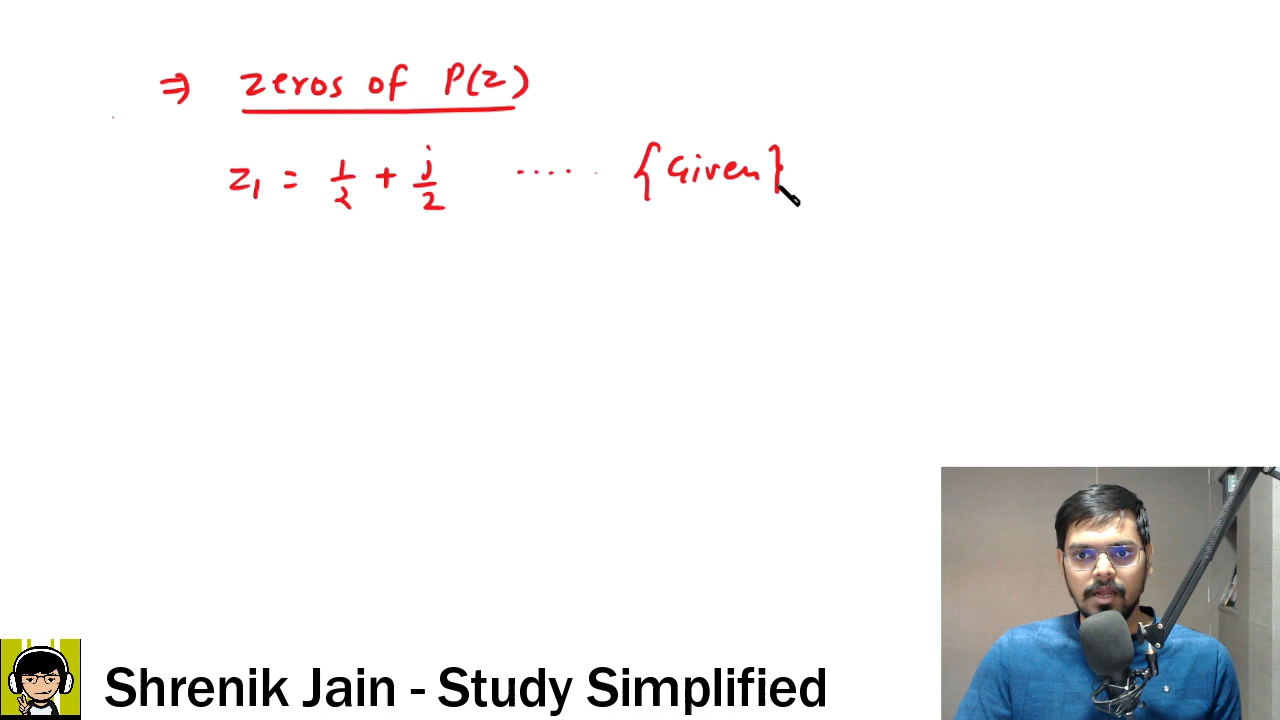 ⇒ zeros of P(z)
z₁ = 1/2 + j/2 ..... {Given}
Shrenik Jain - Study Simplified